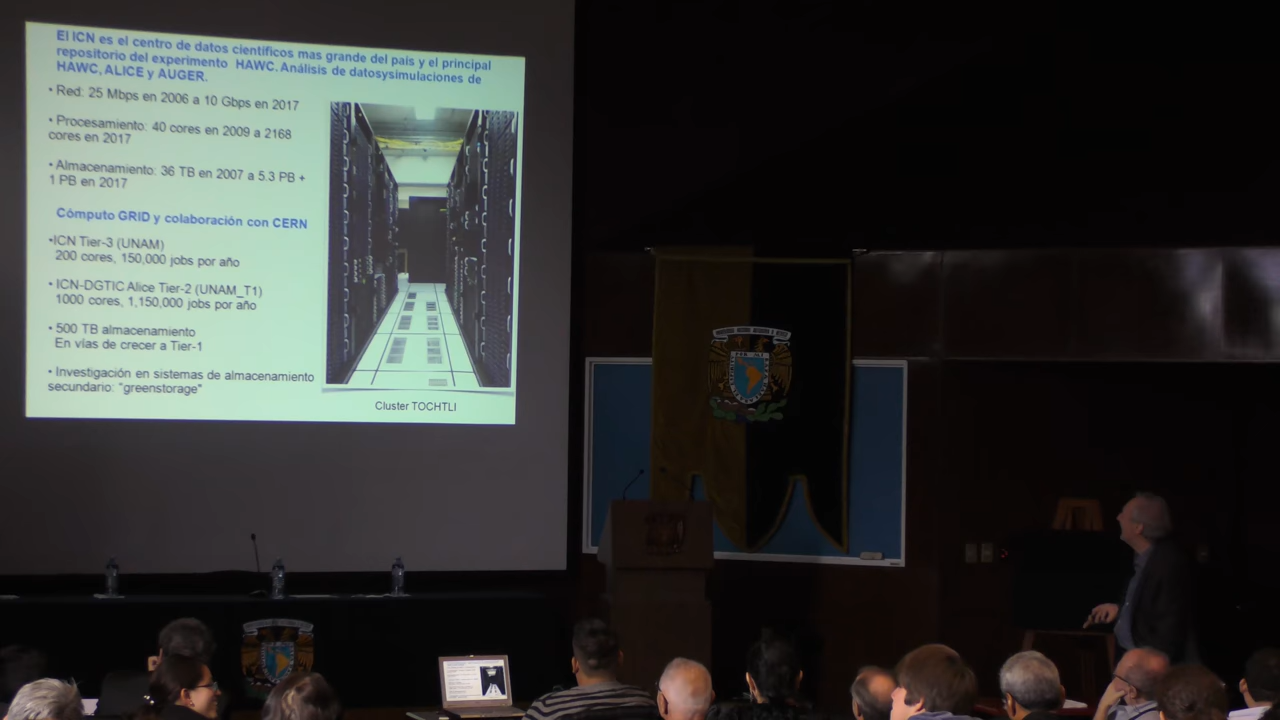 El ICN es el centro de datos científicos mas grande del país y el principal
repositorio del experimento HAWC. Análisis de datosysimulaciones de
HAWC, ALICE y AUGER.
• Red: 25 Mbps en 2006 a 10 Gbps en 2017
• Procesamiento: 40 cores en 2009 a 2168
cores en 2017
• Almacenamiento: 36 TB en 2007 a 5.3 PB +
1 PB en 2017
Cómputo GRID y colaboración con CERN
•ICN Tier-3 (UNAM)
200 cores, 150,000 jobs por año
• ICN-DGTIC Alice Tier-2 (UNAM_T1)
1000 cores, 1,150,000 jobs por año
• 500 TB almacenamiento
En vías de crecer a Tier-1
• Investigación en sistemas de almacenamiento
secundario: "greenstorage"
Cluster TOCHTLI